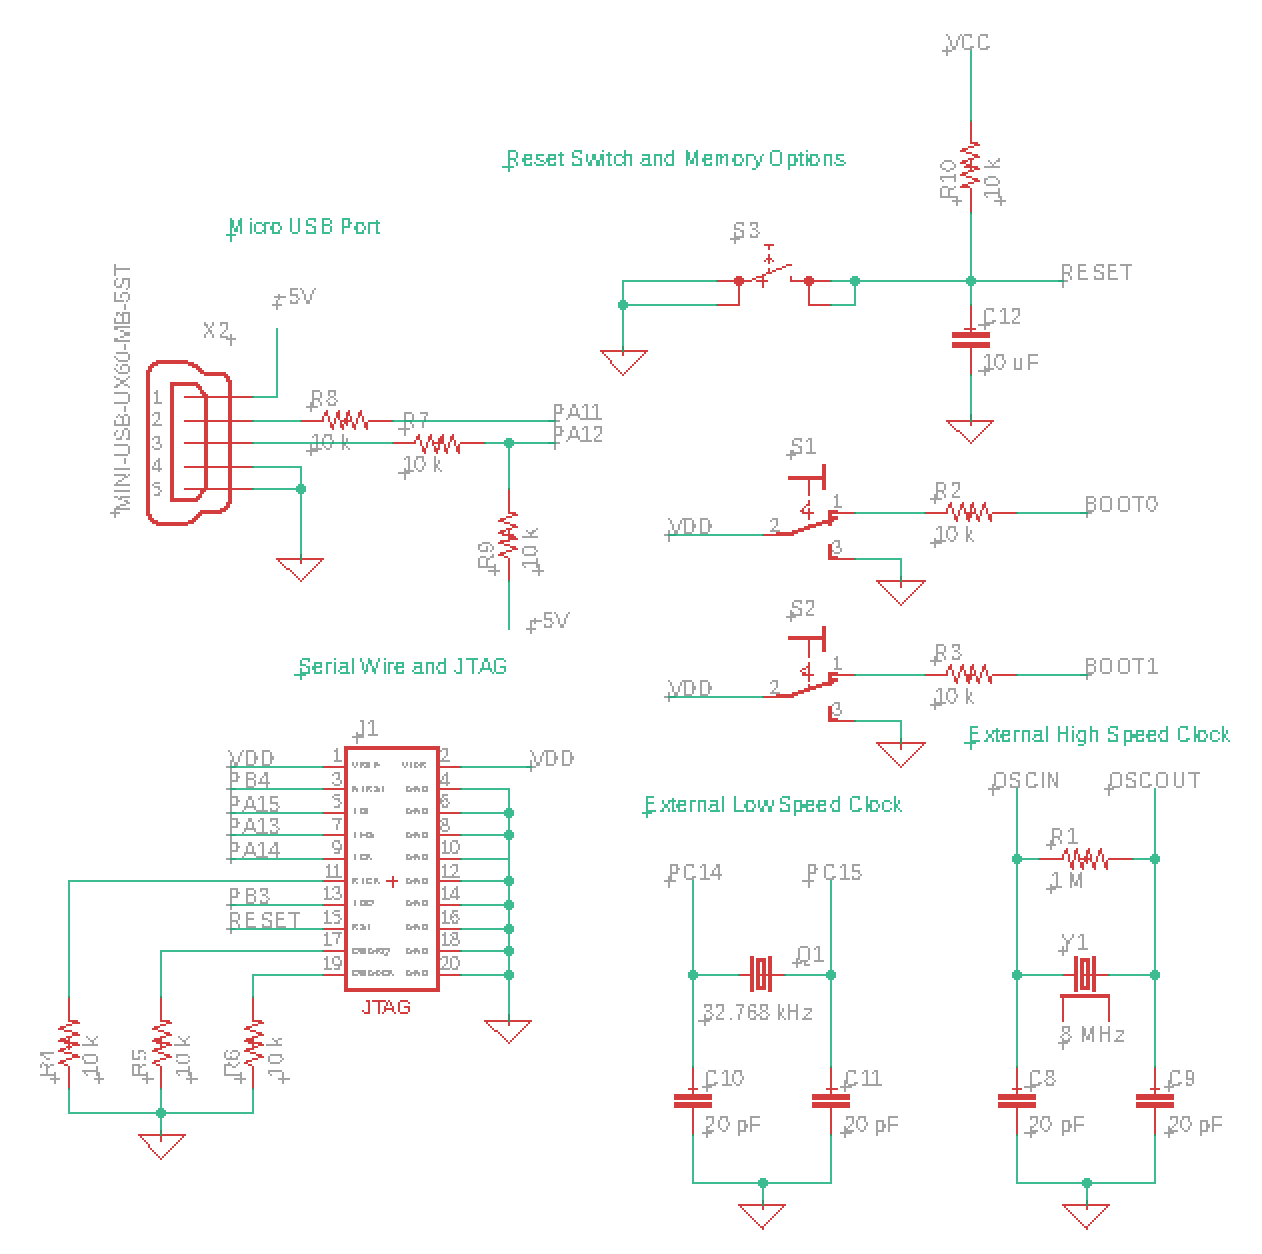 VCC
Reset Switch and Memory Options
R10
10 k
Micro USB Port
S3
RESET
MINI-USB-UX60-MB-5ST
+5V
X2
C12
10 uF
1
2
3
4
5
R8
10 k
R7
10 k
PA11
PA12
R9
10 k
+5V
S1
VDD
2
1
3
R2
10 k
BOOT0
S2
VDD
2
1
3
R3
10 k
BOOT1
Serial Wire and JTAG
J1
VDD
PB4
PA15
PA13
PA14
PB3
RESET
1
3
5
7
9
11
13
15
17
19
2
4
6
8
10
12
14
16
18
20
VDD
JTAG
R4
10 k
R5
10 k
R6
10 k
External Low Speed Clock
PC14
PC15
Q1
32.768 kHz
C10
20 pF
C11
20 pF
External High Speed Clock
OSCIN
OSCOUT
R1
1 M
Y1
8 MHz
C8
20 pF
C9
20 pF